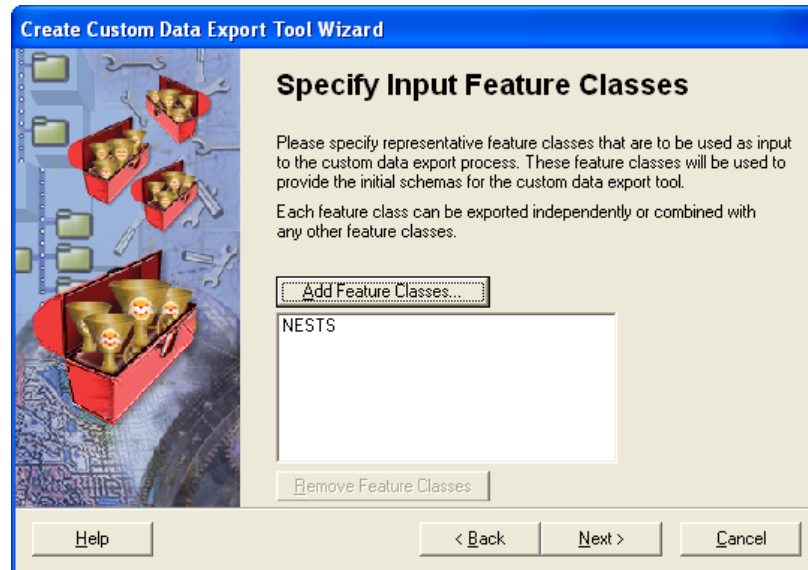 Create Custom Data Export Tool Wizard
Specify Input Feature Classes
Please specify representative feature classes that are to be used as input
to the custom data export process. These feature classes will be used to
provide the initial schemas for the custom data export tool.
Each feature class can be exported independently or combined with
any other feature classes.
Add Feature Classes...
NESTS
Remove Feature Classes
Help
< Back
Next >
Cancel